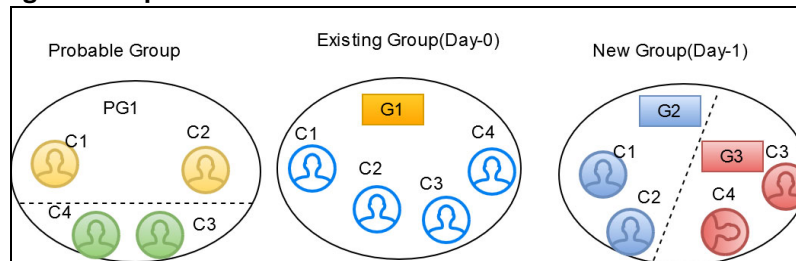 Probable Group
Existing Group(Day-0)
New Group(Day-1)
PG1
C1
C2
C4
C3
G1
C1
C2
C3
C4
G2
G3
C1
C2
C3
C4